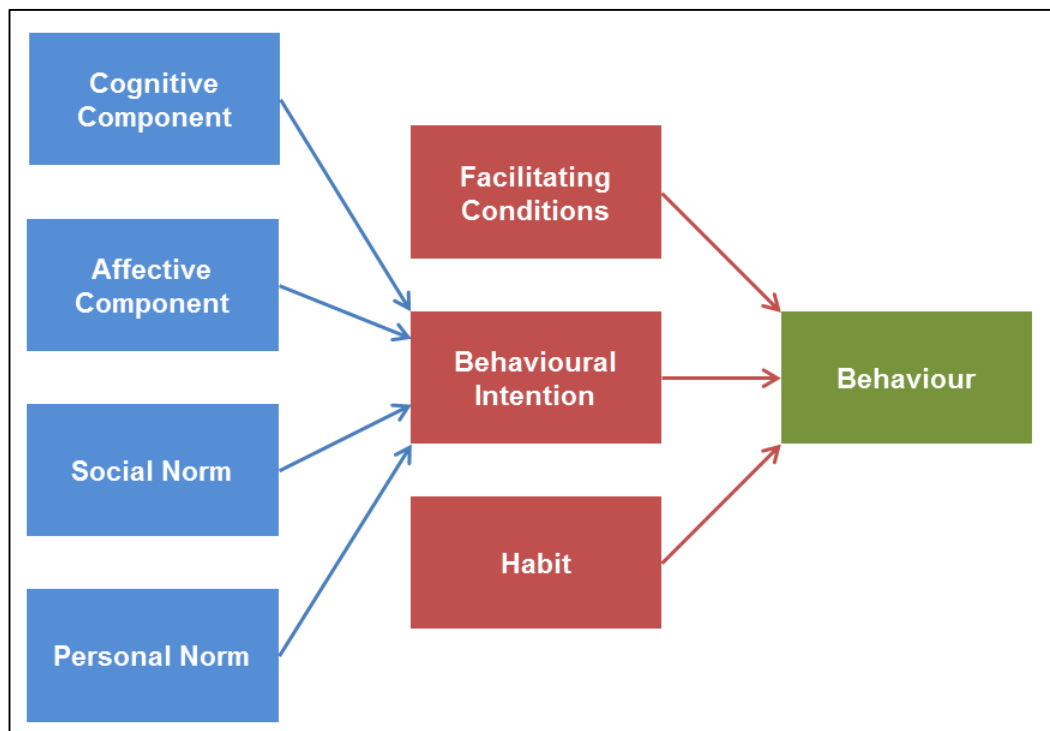 Cognitive
Component
Affective
Component
Social Norm
Personal Norm
Facilitating
Conditions
Behavioural
Intention
Habit
Behaviour